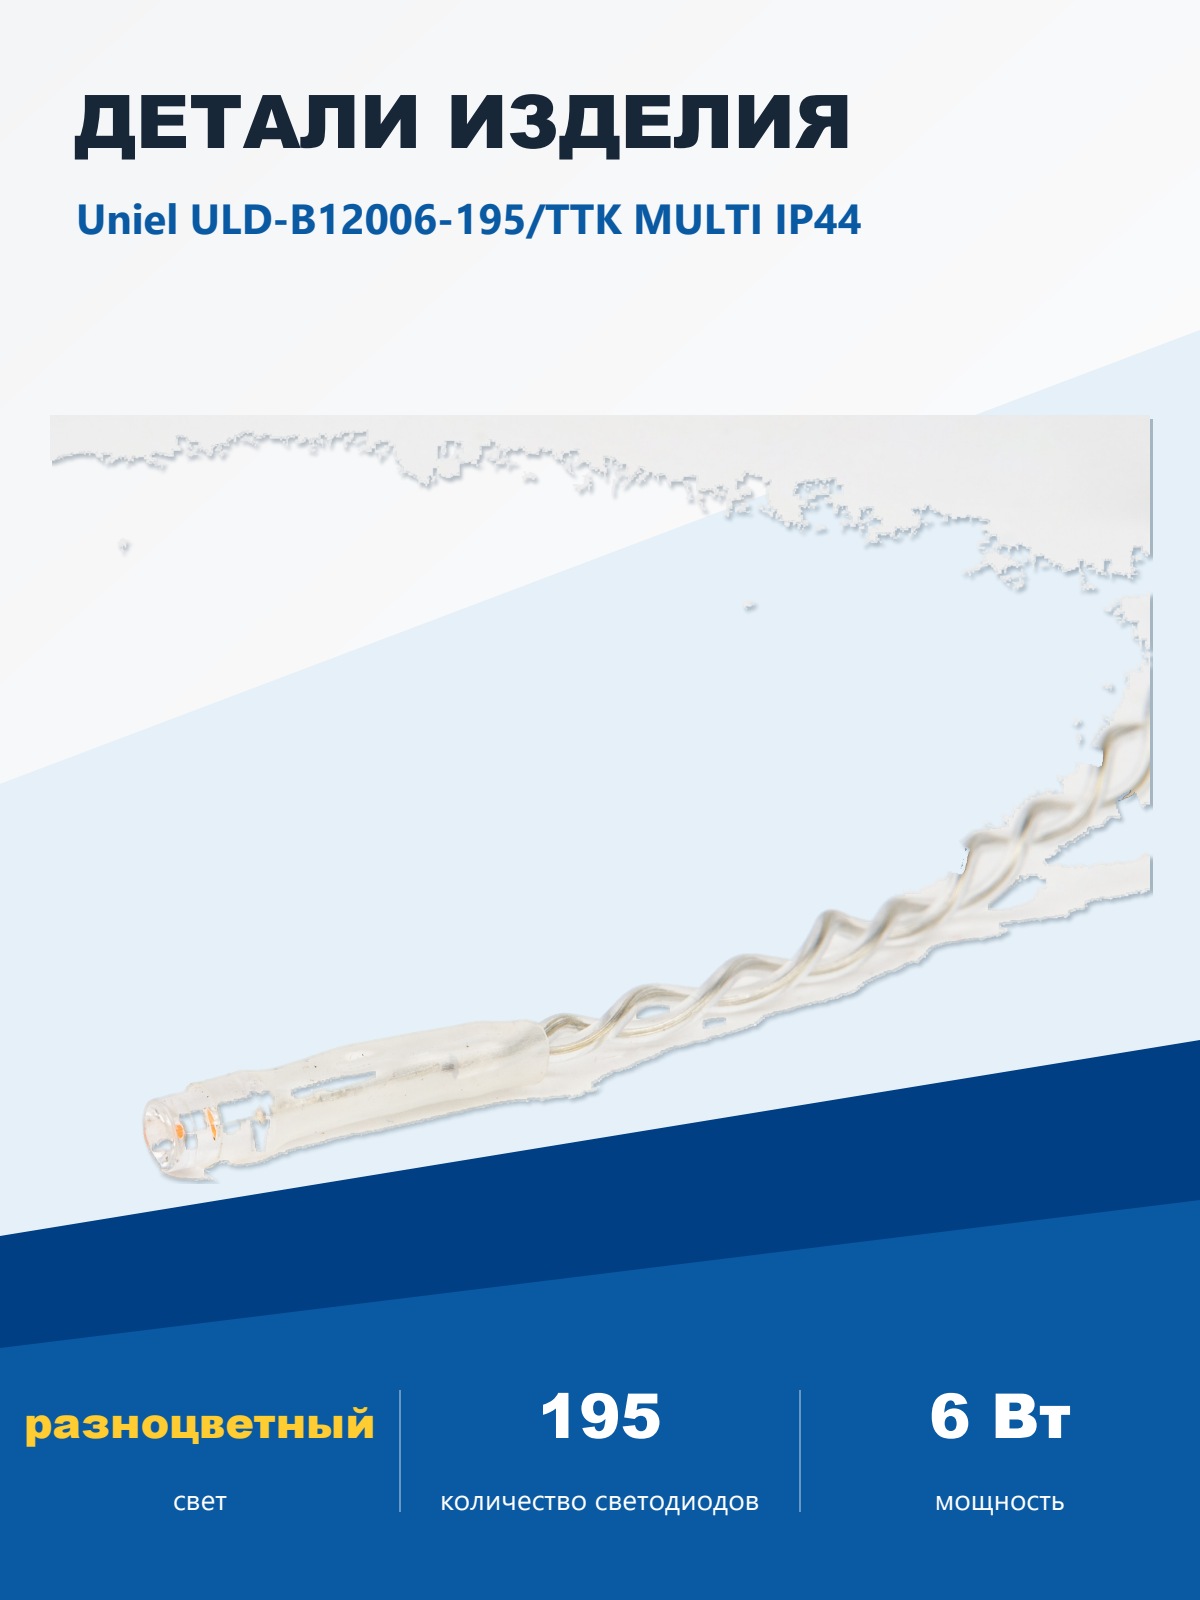 ДЕТАЛИ ИЗДЕЛИЯ
Uniel ULD-B12006-195/TTK MULTI IP44
разноцветный
свет
195
количество светодиодов
6 Вт
мощность